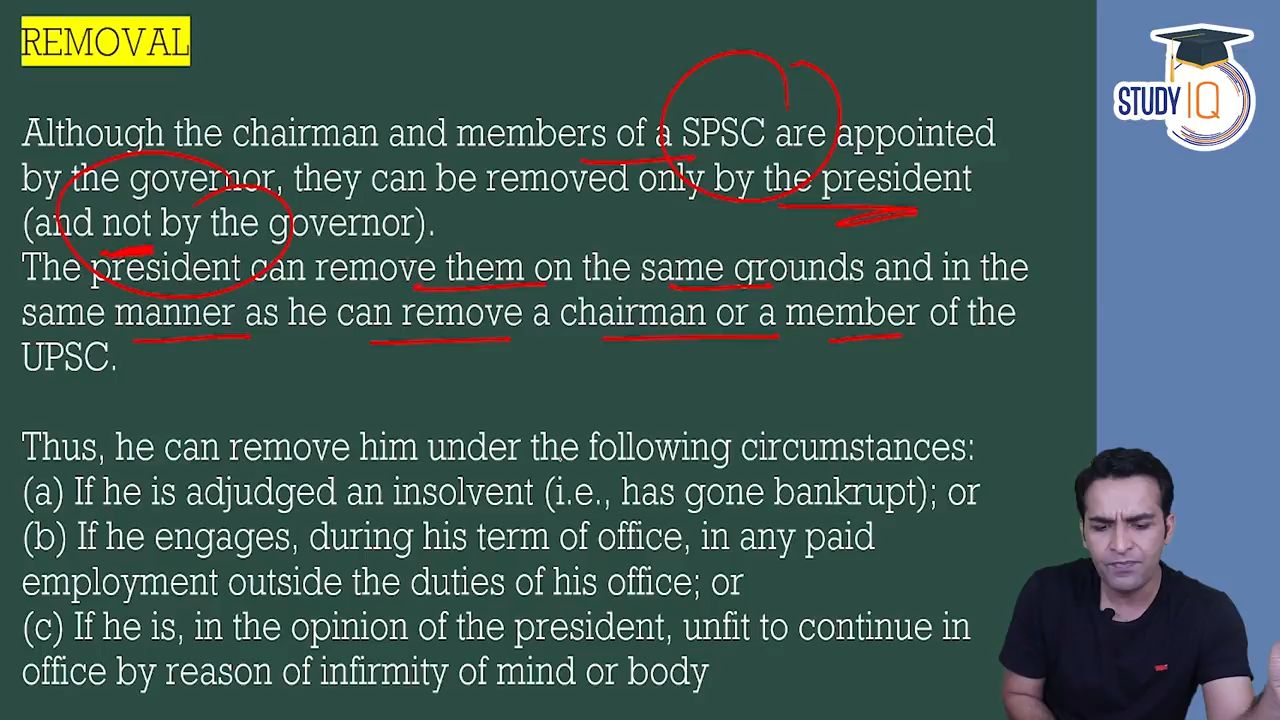 REMOVAL
STUDY IQ
Although the chairman and members of a SPSC are appointed
by the governor, they can be removed only by the president
(and not by the governor).
The president can remove them on the same grounds and in the
same manner as he can remove a chairman or a member of the
UPSC.
Thus, he can remove him under the following circumstances:
(a) If he is adjudged an insolvent (i.e., has gone bankrupt); or
(b) If he engages, during his term of office, in any paid
employment outside the duties of his office; or
(c) If he is, in the opinion of the president, unfit to continue in
office by reason of infirmity of mind or body